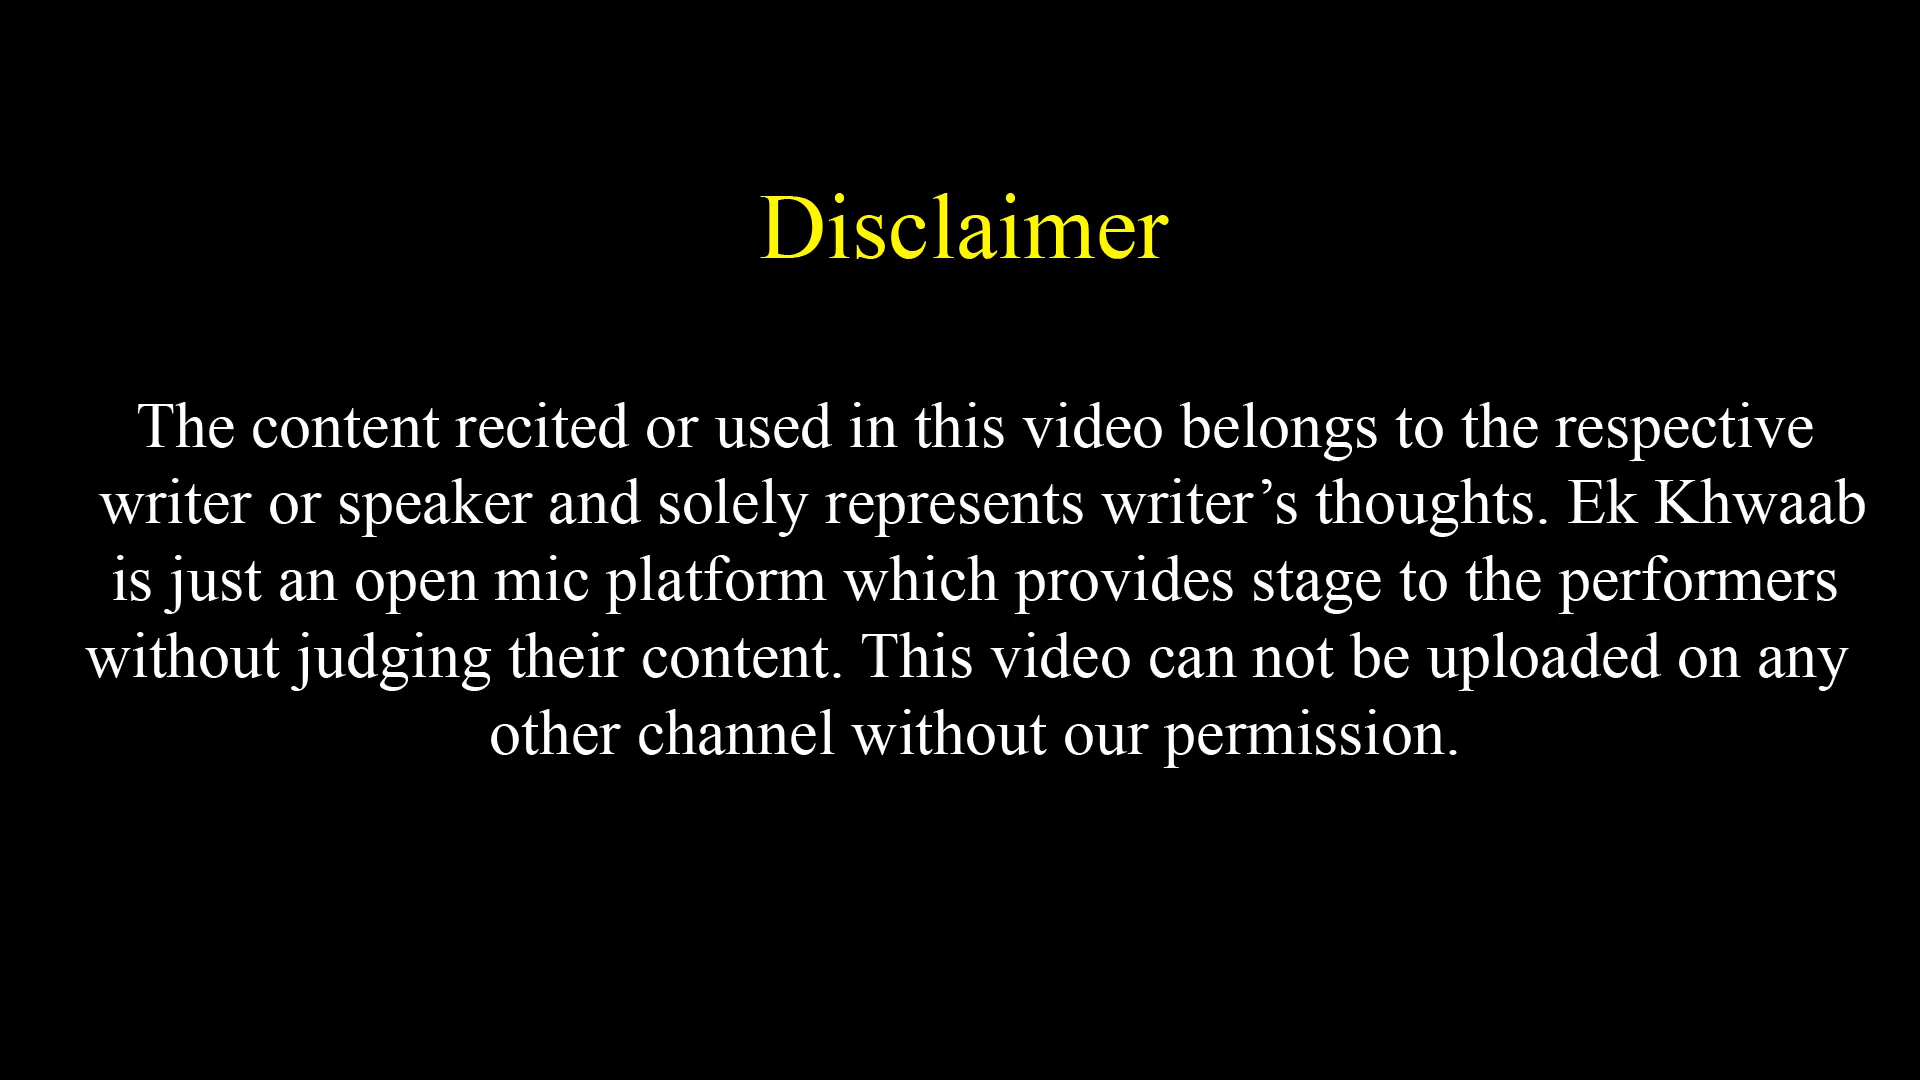 Disclaimer
The content recited or used in this video belongs to the respective
writer or speaker and solely represents writer’s thoughts. Ek Khwaab
is just an open mic platform which provides stage to the performers
without judging their content. This video can not be uploaded on any
other channel without our permission.